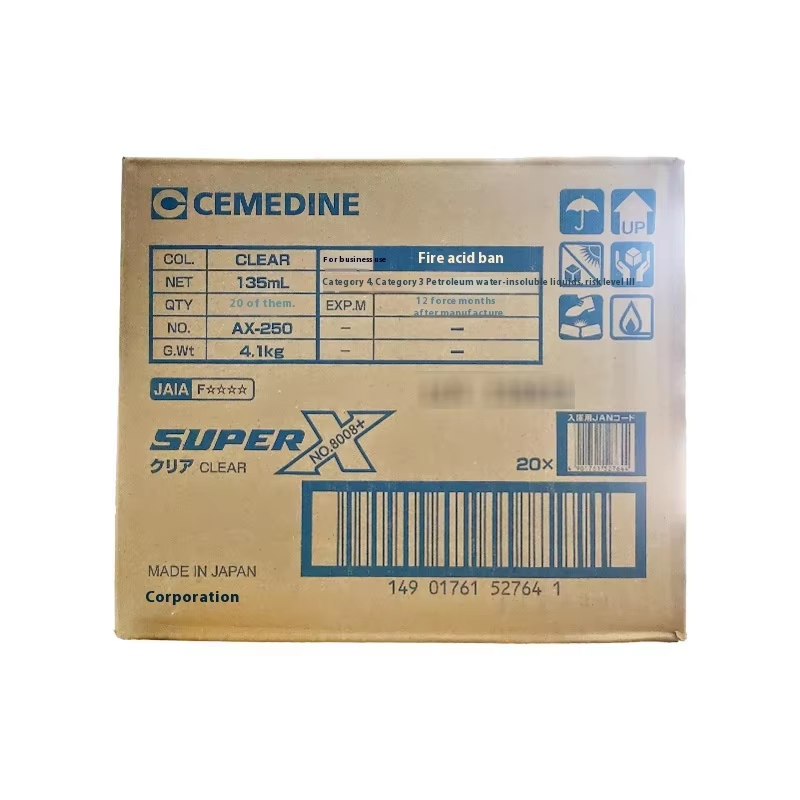 CEMEDINE
UP
COL. CLEAR For business use Fire acid ban
NET 135mL Category 4, Category 3 Petroleum water-insoluble liquids, risk level III
QTY 20 of them. EXP.M 12 force months
after manufacture
NO. AX-250 — —
G.Wt 4.1kg — —
JAIA F☆☆☆☆
SUPER X NO.8008+
クリア CLEAR
入庫用JANコード
20×
MADE IN JAPAN
149 01761 52764 1
Corporation